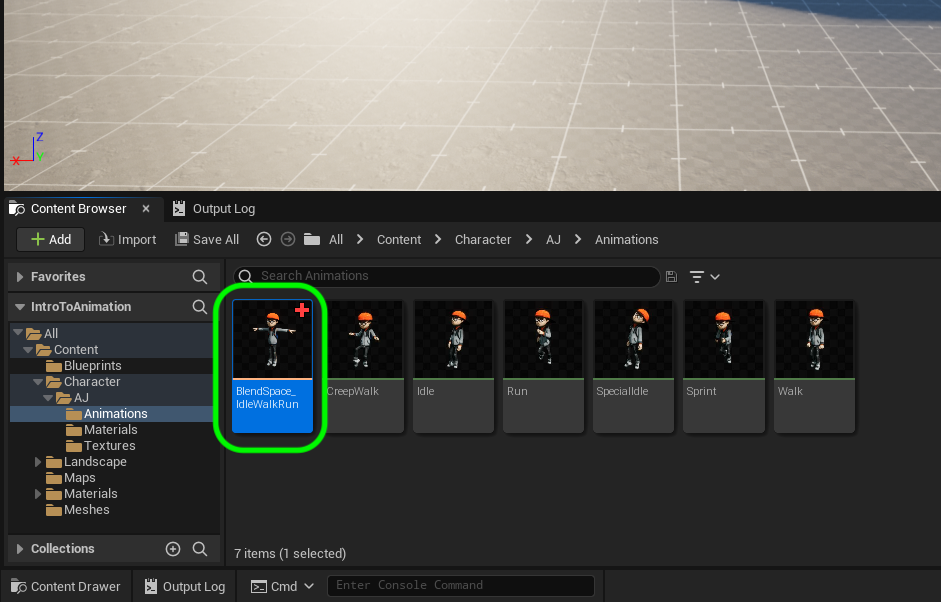 Z
X
Y
Content Browser
Output Log
Add
Import
Save All
All
Content
Character
AJ
Animations
Favorites
Search Animations
IntroToAnimation
All
Content
Blueprints
Character
AJ
Animations
Materials
Textures
Landscape
Maps
Materials
Meshes
BlendSpace_
IdleWalkRun
CreepWalk
Idle
Run
SpecialIdle
Sprint
Walk
Collections
7 items (1 selected)
Content Drawer
Output Log
Cmd
Enter Console Command